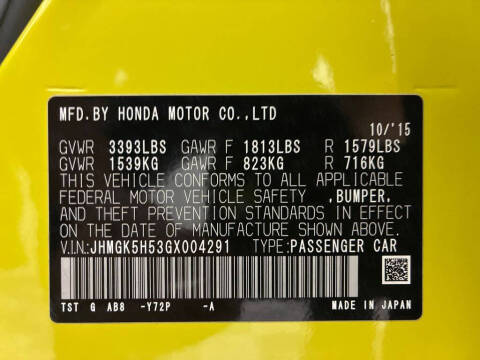 MFD.BY HONDA MOTOR CO.,LTD
10/'15
GVWR 3393LBS GAWR F 1813LBS R 1579LBS
GVWR 1539KG GAWR F 823KG R 716KG
THIS VEHICLE CONFORMS TO ALL APPLICABLE
FEDERAL MOTOR VEHICLE SAFETY ,BUMPER,
AND THEFT PREVENTION STANDARDS IN EFFECT
ON THE DATE OF MANUFACTURE SHOWN ABOVE.
V.IN:JHMGK5H53GX004291 TYPE:PASSENGER CAR
TST G AB8 -Y72P -A MADE IN JAPAN